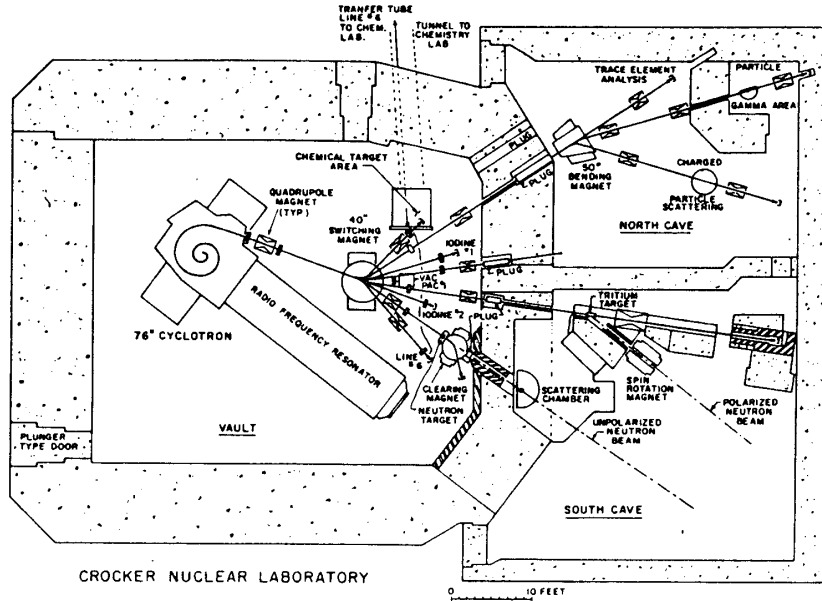 TRANFER TUBE
LINE #6
TO CHEM.
LAB.
TUNNEL TO
CHEMISTRY
LAB
TRACE ELEMENT
ANALYSIS
PARTICLE
GAMMA AREA
PLUG
PLUG
50"
BENDING
MAGNET
CHARGED
PARTICLE
SCATTERING
NORTH CAVE
CHEMICAL TARGET
AREA
QUADRUPOLE
MAGNET
(TYP.)
40"
SWITCHING
MAGNET
IODINE #1
PLUG
VAC
PAC
IODINE #2
PLUG
TRITIUM
TARGET
RADIO FREQUENCY RESONATOR
76" CYCLOTRON
LINE #6
CLEARING
MAGNET
NEUTRON
TARGET
SCATTERING
CHAMBER
SPIN
ROTATION
MAGNET
POLARIZED
NEUTRON
BEAM
UNPOLARIZED
NEUTRON
BEAM
VAULT
PLUNGER
TYPE DOOR
SOUTH CAVE
CROCKER NUCLEAR LABORATORY
0 10 FEET